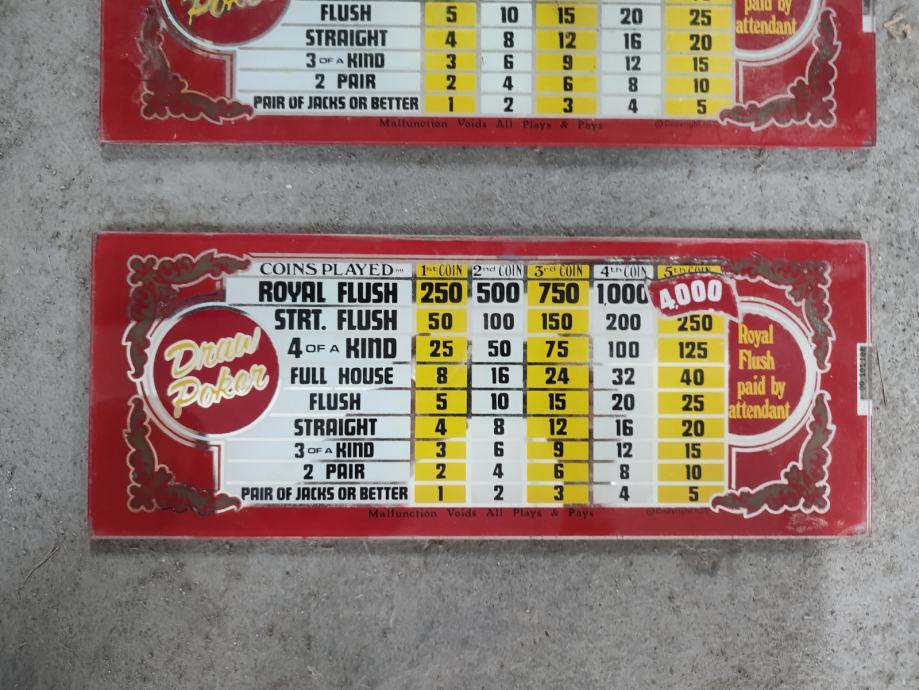 Poker
paid by
attendant
FLUSH 5 10 15 20 25
STRAIGHT 4 8 12 16 20
3 OF A KIND 3 6 9 12 15
2 PAIR 2 4 6 8 10
PAIR OF JACKS OR BETTER 1 2 3 4 5
Malfunction Voids All Plays & Pays
COINS PLAYED 1st COIN 2nd COIN 3rd COIN 4th COIN 5th COIN
ROYAL FLUSH 250 500 750 1,000 4,000
STRT. FLUSH 50 100 150 200 250
4 OF A KIND 25 50 75 100 125
FULL HOUSE 8 16 24 32 40
FLUSH 5 10 15 20 25
STRAIGHT 4 8 12 16 20
3 OF A KIND 3 6 9 12 15
2 PAIR 2 4 6 8 10
PAIR OF JACKS OR BETTER 1 2 3 4 5
Draw
Poker
Royal
Flush
paid by
attendant
Malfunction Voids All Plays & Pays